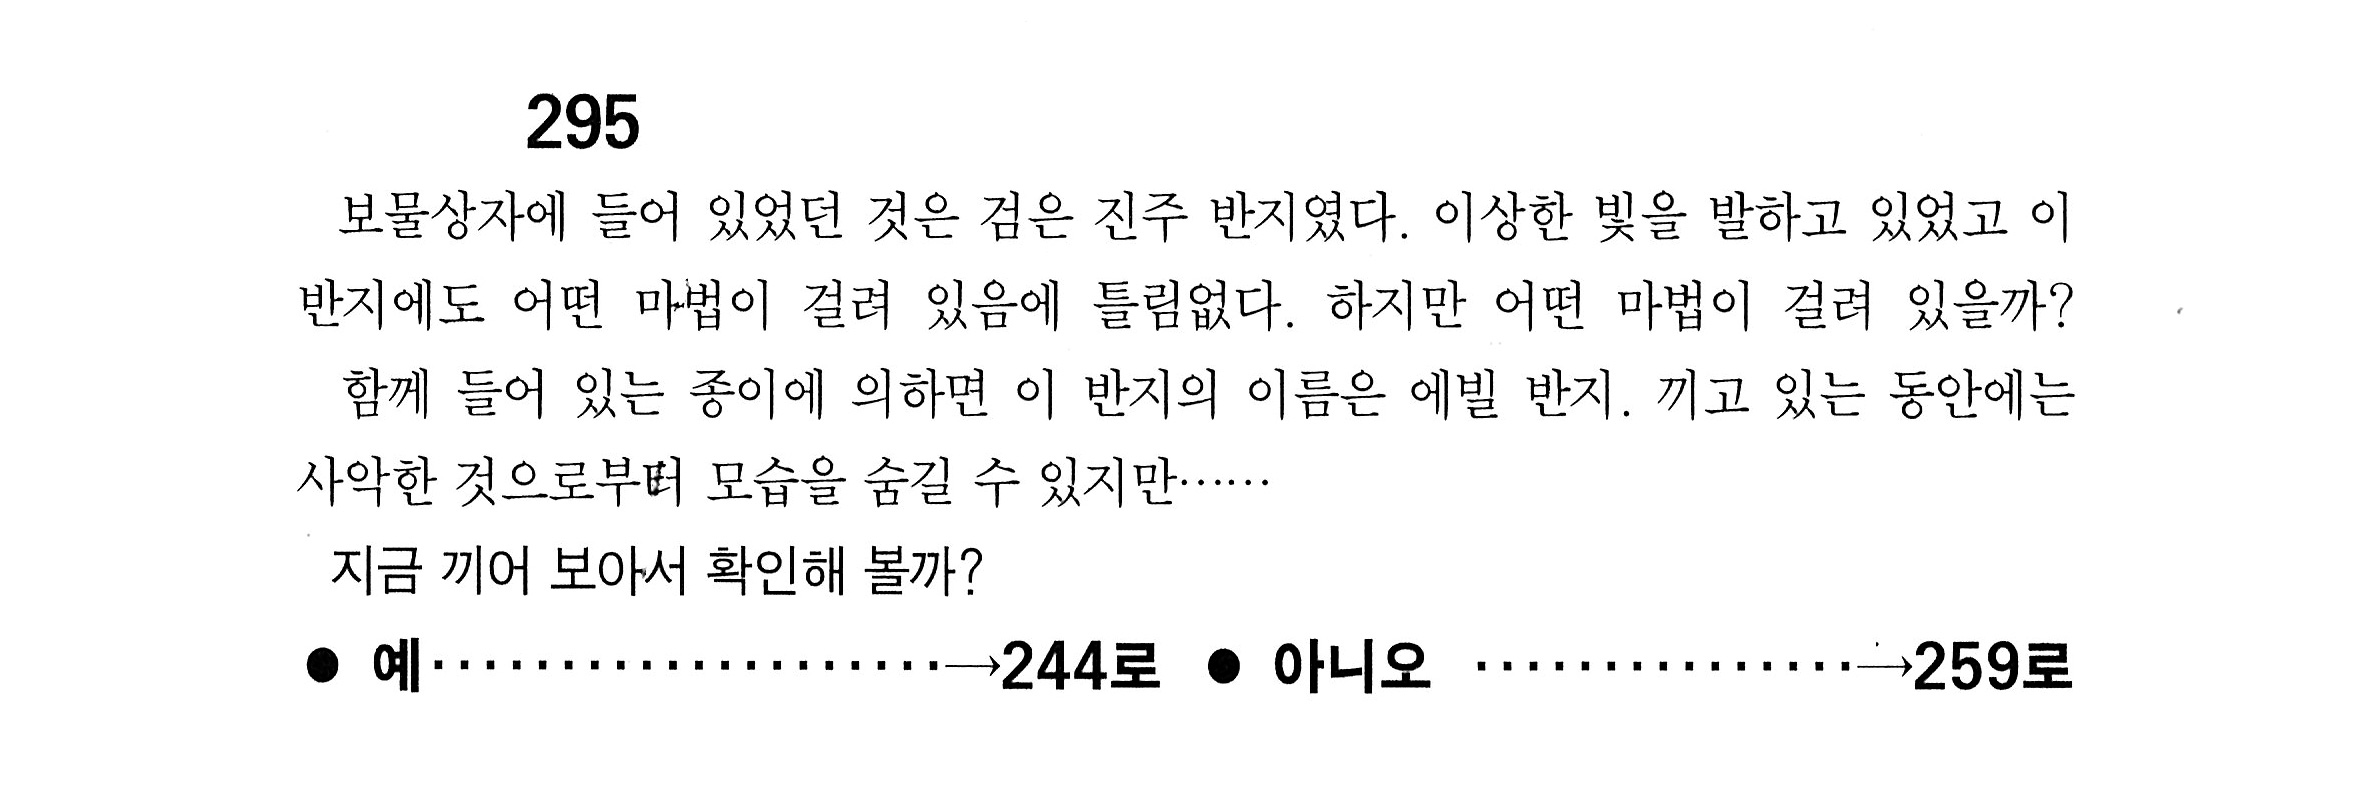 295
보물상자에 들어 있었던 것은 검은 진주 반지였다. 이상한 빛을 발하고 있었고 이
반지에도 어떤 마법이 걸려 있음에 틀림없다. 하지만 어떤 마법이 걸려 있을까?
함께 들어 있는 종이에 의하면 이 반지의 이름은 에빌 반지. 끼고 있는 동안에는
사악한 것으로부터 모습을 숨길 수 있지만……
지금 끼어 보아서 확인해 볼까?
● 예····················→244로 ● 아니오 ···············→259로